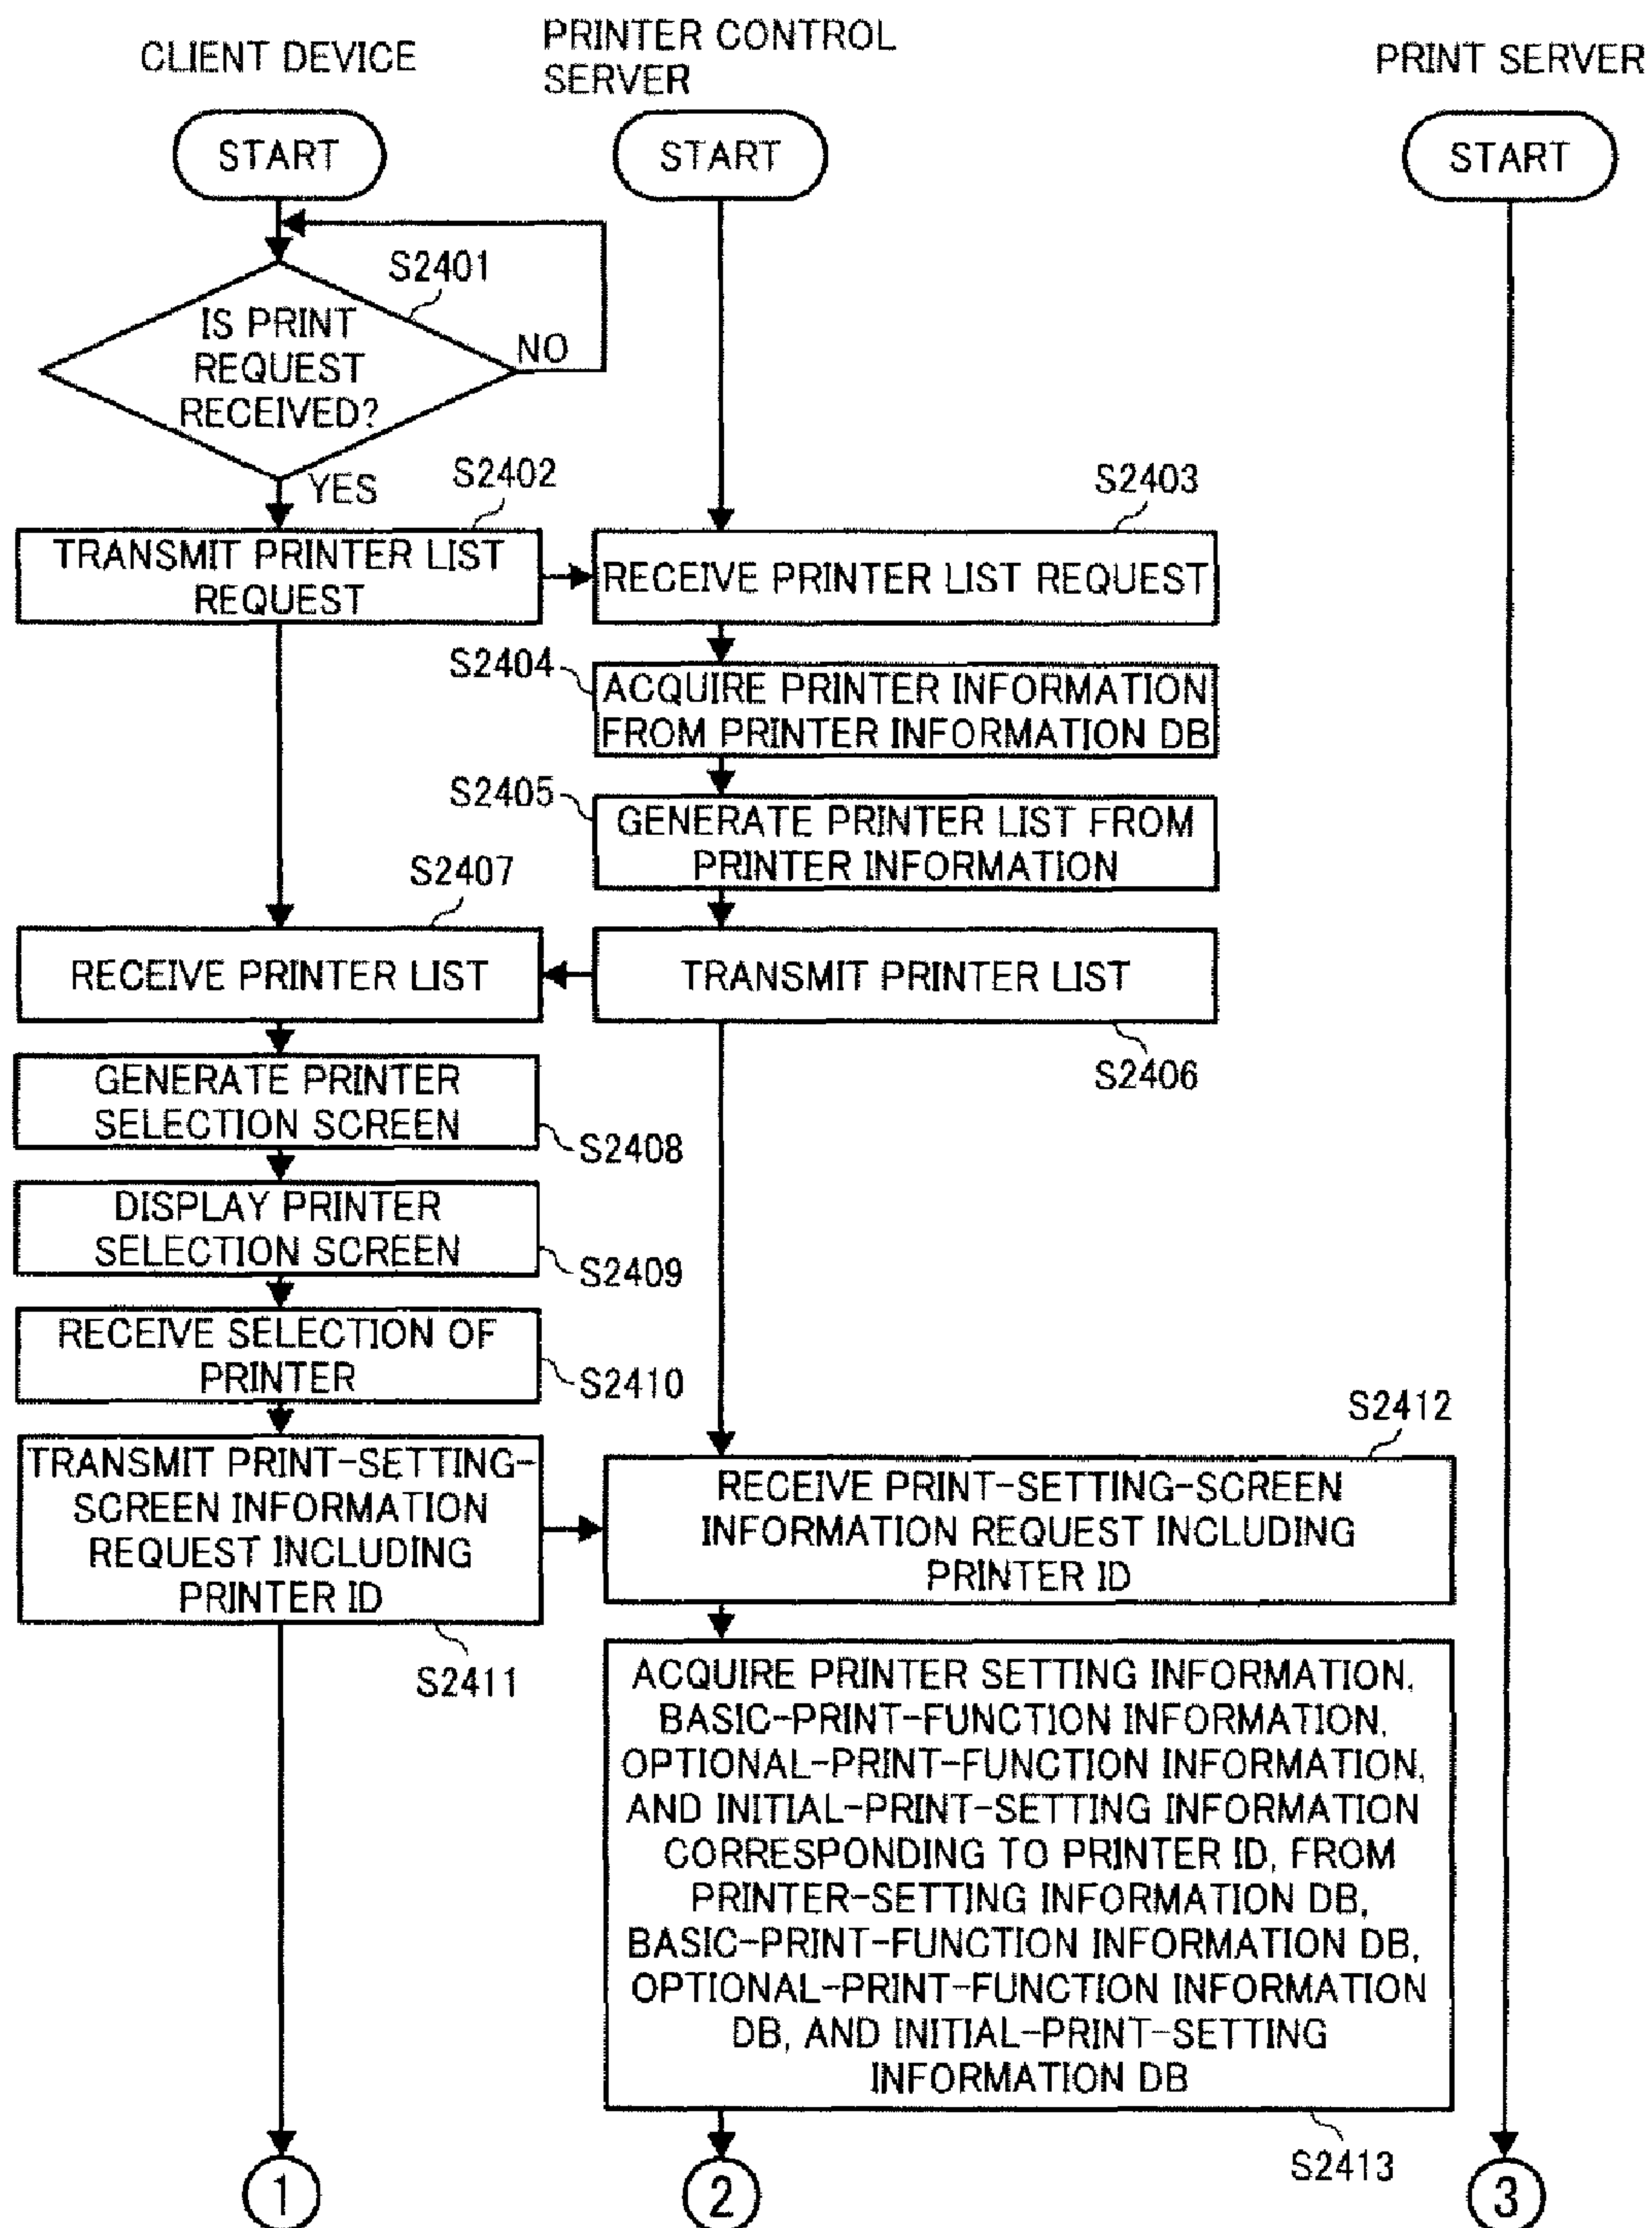 CLIENT DEVICE
PRINTER CONTROL
SERVER
PRINT SERVER
START
START
START
S2401
IS PRINT
REQUEST
RECEIVED?
NO
YES
S2402
TRANSMIT PRINTER LIST
REQUEST
S2403
RECEIVE PRINTER LIST REQUEST
S2404
ACQUIRE PRINTER INFORMATION
FROM PRINTER INFORMATION DB
S2405
GENERATE PRINTER LIST FROM
PRINTER INFORMATION
S2407
RECEIVE PRINTER LIST
TRANSMIT PRINTER LIST
S2406
GENERATE PRINTER
SELECTION SCREEN
S2408
DISPLAY PRINTER
SELECTION SCREEN
S2409
RECEIVE SELECTION OF
PRINTER
S2410
TRANSMIT PRINT-SETTING-
SCREEN INFORMATION
REQUEST INCLUDING
PRINTER ID
S2411
S2412
RECEIVE PRINT-SETTING-SCREEN
INFORMATION REQUEST INCLUDING
PRINTER ID
ACQUIRE PRINTER SETTING INFORMATION,
BASIC-PRINT-FUNCTION INFORMATION,
OPTIONAL-PRINT-FUNCTION INFORMATION,
AND INITIAL-PRINT-SETTING INFORMATION
CORRESPONDING TO PRINTER ID, FROM
PRINTER-SETTING INFORMATION DB,
BASIC-PRINT-FUNCTION INFORMATION DB,
OPTIONAL-PRINT-FUNCTION INFORMATION
DB, AND INITIAL-PRINT-SETTING
INFORMATION DB
S2413
1
2
3